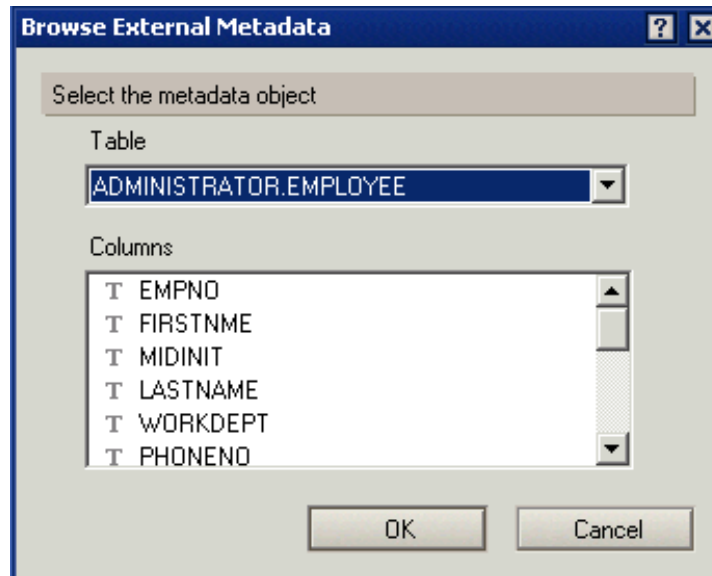 Browse External Metadata
Select the metadata object
Table
ADMINISTRATOR.EMPLOYEE
Columns
T EMPNO
T FIRSTNME
T MIDINIT
T LASTNAME
T WORKDEPT
T PHONENO
OK Cancel